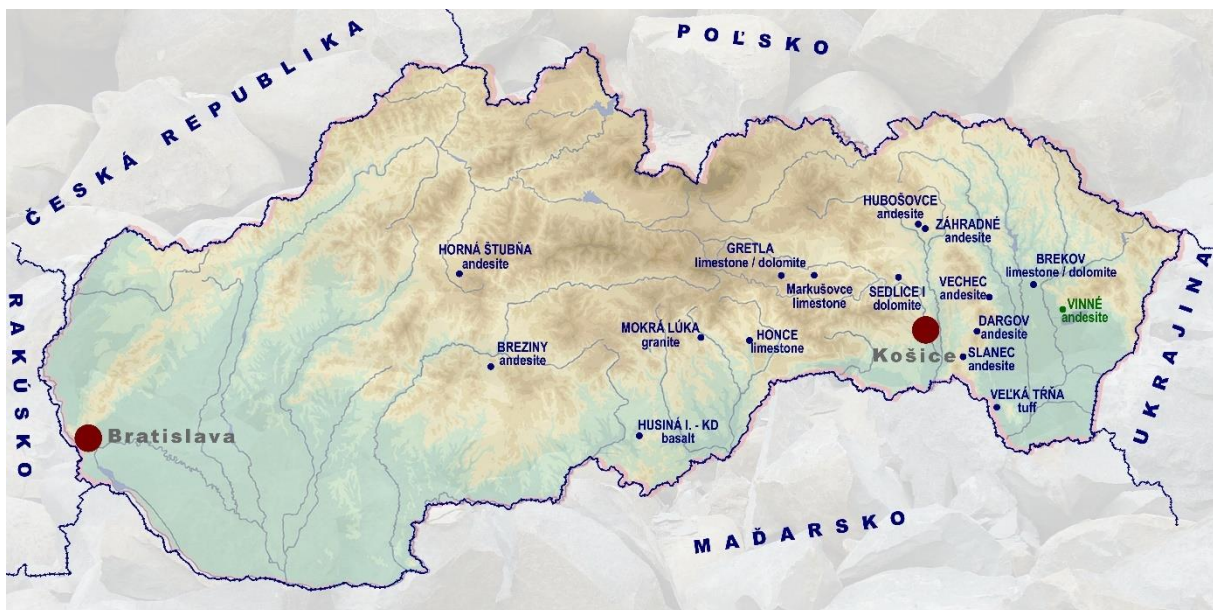 ČESKÁ REPUBLIKA
POĽSKO
HUBOŠOVCE
andesite
ZÁHRADNÉ
andesite
HORNÁ ŠTUBŇA
andesite
GRETLA
limestone / dolomite
Markušovce
limestone
SEDLICE I
dolomite
VECHEC
andesite
BREKOV
limestone / dolomite
VINNÉ
andesite
RAKÚSKO
UKRAJINA
BREZINY
andesite
MOKRÁ LÚKA
granite
HONCE
limestone
Košice
DARGOV
andesite
SLANEC
andesite
VEĽKÁ TŔŇA
tuff
Bratislava
HUSINÁ I. - KD
basalt
MAĎARSKO